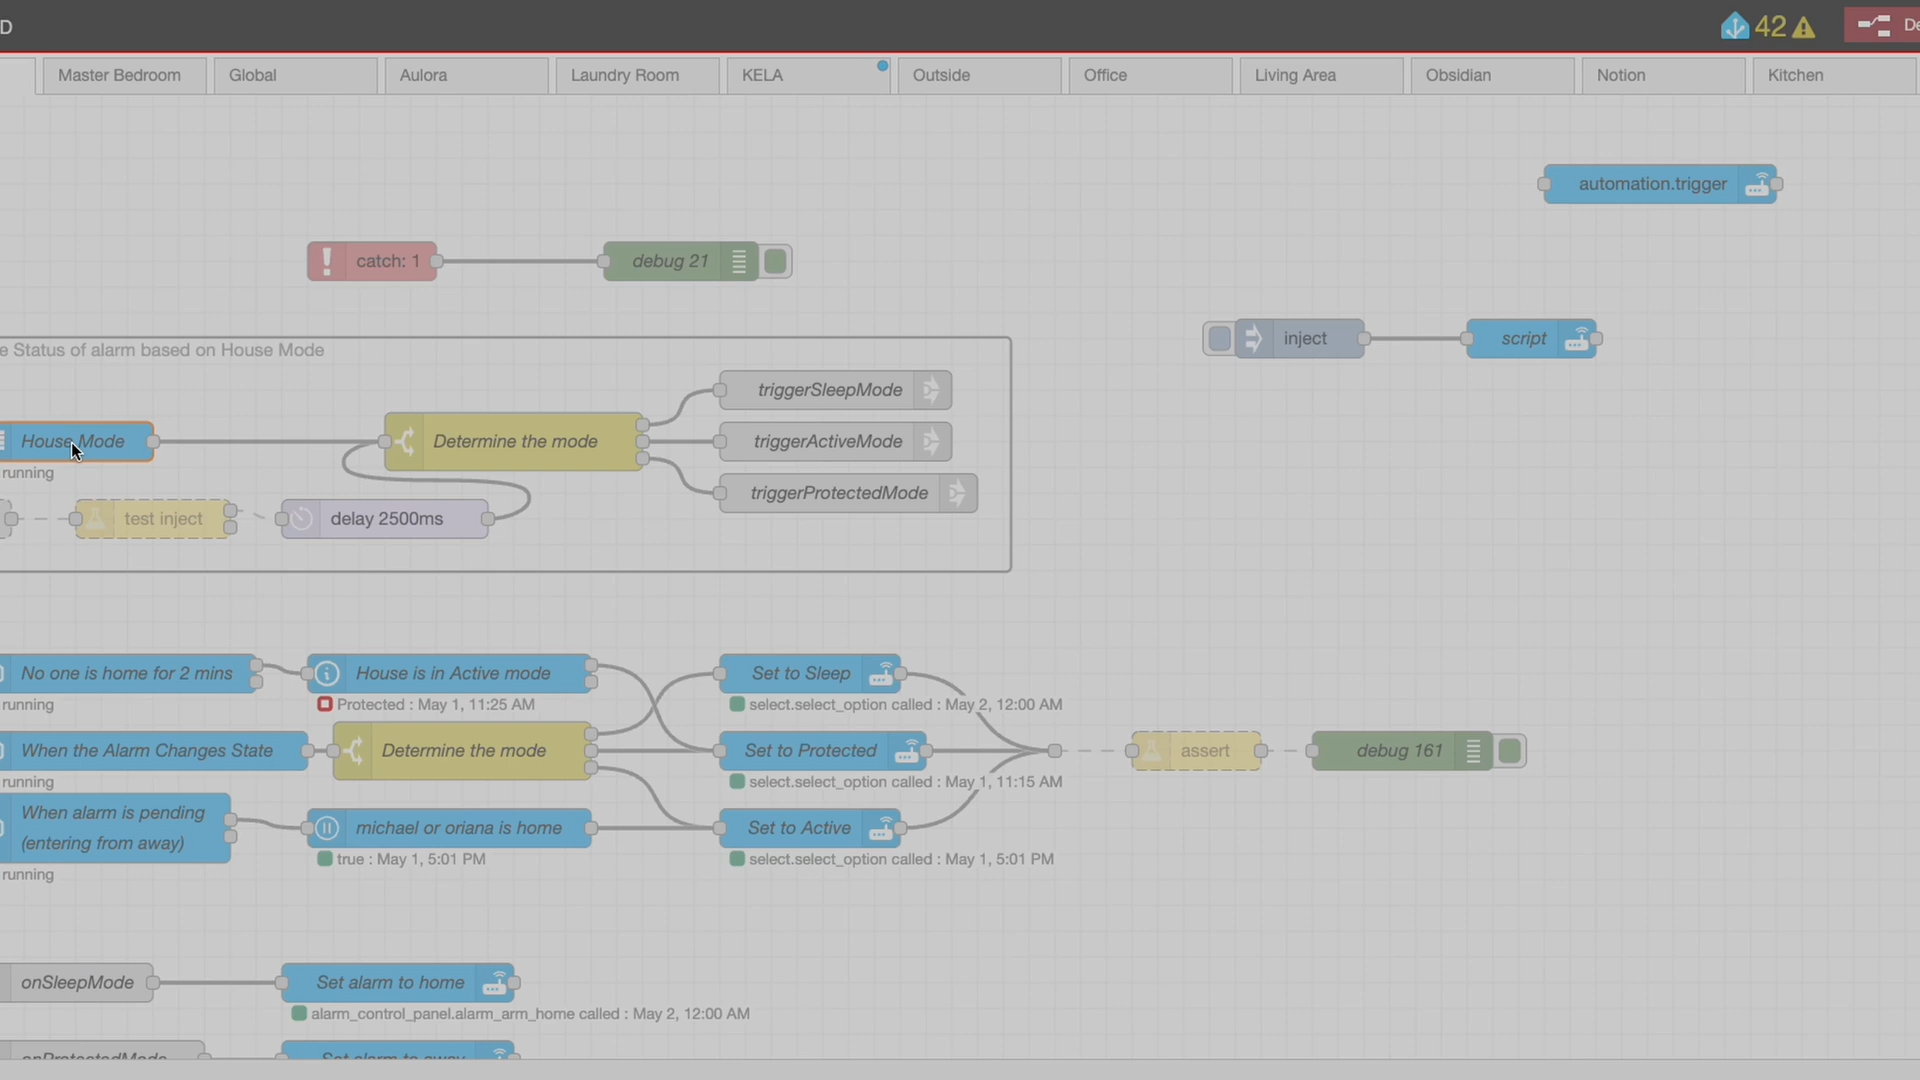 D
42
De
Master Bedroom
Global
Aulora
Laundry Room
KELA
Outside
Office
Living Area
Obsidian
Notion
Kitchen
automation.trigger
catch: 1
debug 21
inject
script
e Status of alarm based on House Mode
triggerSleepMode
House Mode
Determine the mode
triggerActiveMode
running
triggerProtectedMode
test inject
delay 2500ms
No one is home for 2 mins
House is in Active mode
Set to Sleep
running
Protected : May 1, 11:25 AM
select.select_option called : May 2, 12:00 AM
When the Alarm Changes State
Determine the mode
Set to Protected
assert
debug 161
running
select.select_option called : May 1, 11:15 AM
When alarm is pending
(entering from away)
michael or oriana is home
Set to Active
running
true : May 1, 5:01 PM
select.select_option called : May 1, 5:01 PM
onSleepMode
Set alarm to home
alarm_control_panel.alarm_arm_home called : May 2, 12:00 AM
onProtectedMode
Set alarm to away